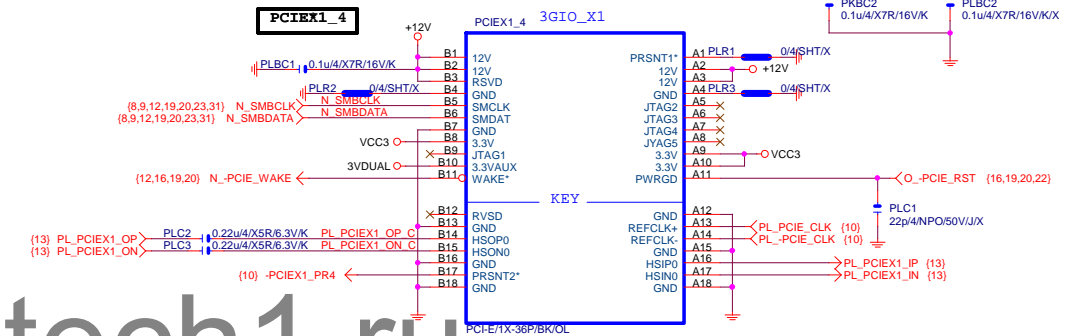 PCIEX1_4
PCIEX1_4
3GIO_X1
PKBC2
0.1u/4/X7R/16V/K
PLBC2
0.1u/4/X7R/16V/K/X
+12V
PLBC1
0.1u/4/X7R/16V/K
PLR2
0/4/SHT/X
{8,9,12,19,20,23,31} N_SMBCLK
N_SMBCLK
{8,9,12,19,20,23,31} N_SMBDATA
N_SMBDATA
VCC3
3VDUAL
{12,16,19,20} N_-PCIE_WAKE
{13} PL_PCIEX1_OP
PLC2
0.22u/4/X5R/6.3V/K
PL_PCIEX1_OP_C
{13} PL_PCIEX1_ON
PLC3
0.22u/4/X5R/6.3V/K
PL_PCIEX1_ON_C
{10} -PCIEX1_PR4
B1 12V
B2 12V
B3 RSVD
B4 GND
B5 SMCLK
B6 SMDAT
B7 GND
B8 3.3V
B9 JTAG1
B10 3.3VAUX
B11 WAKE*
KEY
B12 RVSD
B13 GND
B14 HSOP0
B15 HSON0
B16 GND
B17 PRSNT2*
B18 GND
PRSNT1* A1
12V A2
12V A3
GND A4
JTAG2 A5
JTAG3 A6
JTAG4 A7
JYAG5 A8
3.3V A9
3.3V A10
PWRGD A11
GND A12
REFCLK+ A13
REFCLK- A14
GND A15
HSIP0 A16
HSIN0 A17
GND A18
PLR1
0/4/SHT/X
+12V
PLR3
0/4/SHT/X
VCC3
O_-PCIE_RST {16,19,20,22}
PLC1
22p/4/NPO/50V/J/X
PL_PCIE_CLK {10}
PL_-PCIE_CLK {10}
PL_PCIEX1_IP {13}
PL_PCIEX1_IN {13}
PCI-E/1X-36P/BK/OL